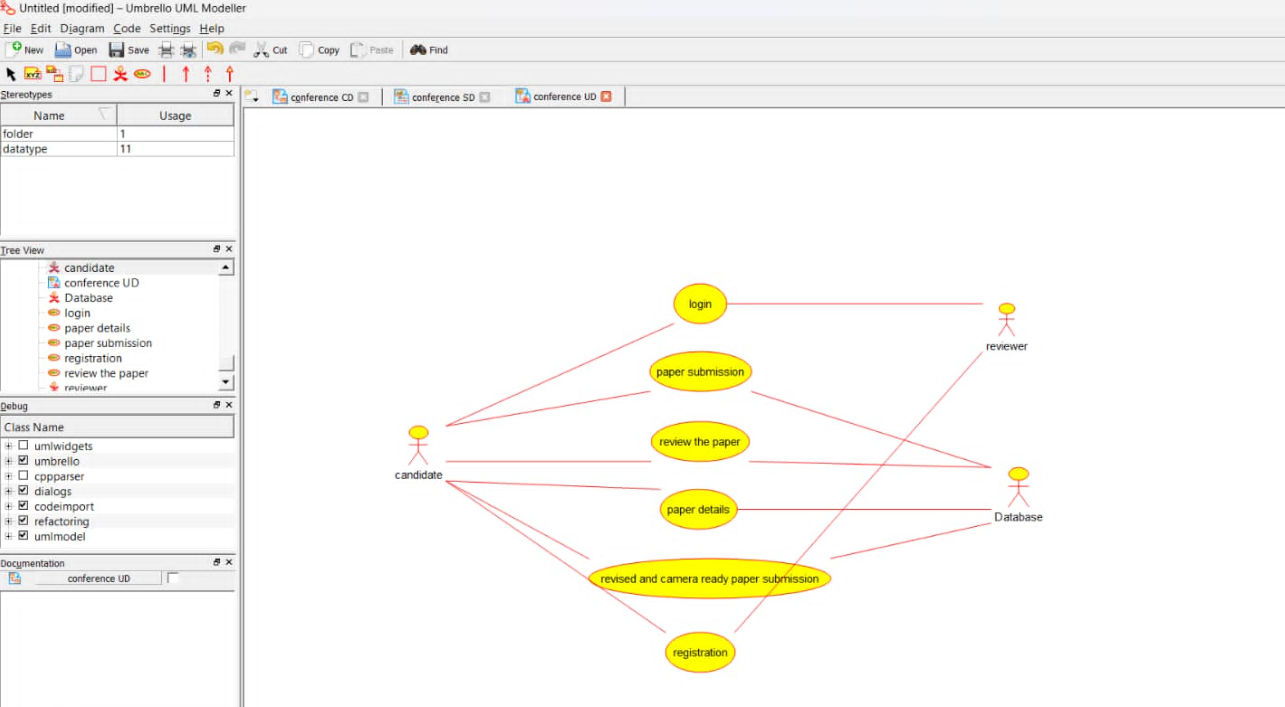 Untitled [modified] – Umbrello UML Modeller
File Edit Diagram Code Settings Help
New Open Save Cut Copy Paste Find
XYZ
Stereotypes
Name Usage
folder 1
datatype 11
Tree View
candidate
conference UD
Database
login
paper details
paper submission
registration
review the paper
reviewer
Debug
Class Name
umlwidgets
umbrello
cppparser
dialogs
codeimport
refactoring
umlmodel
Documentation
conference UD
conference CD conference SD conference UD
login
reviewer
paper submission
review the paper
candidate
paper details
Database
revised and camera ready paper submission
registration